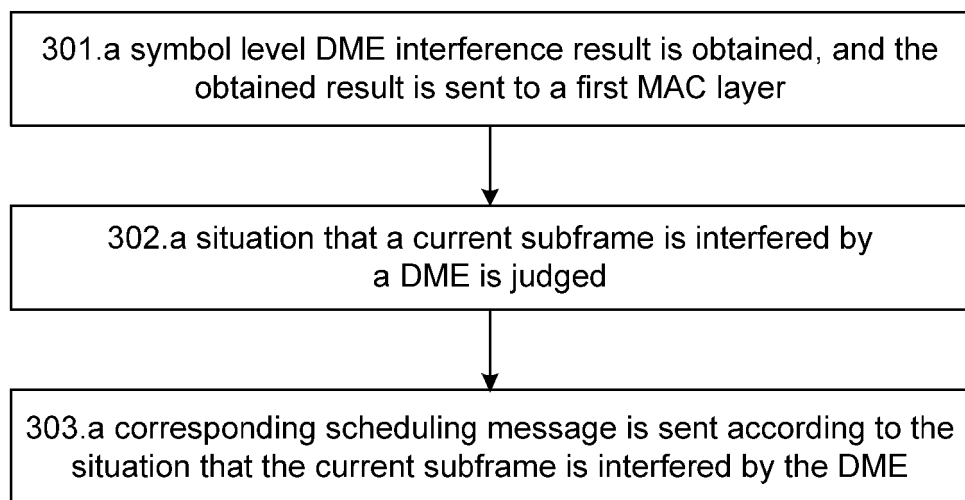 301.a symbol level DME interference result is obtained, and the
obtained result is sent to a first MAC layer
302.a situation that a current subframe is interfered by
a DME is judged
303.a corresponding scheduling message is sent according to the
situation that the current subframe is interfered by the DME